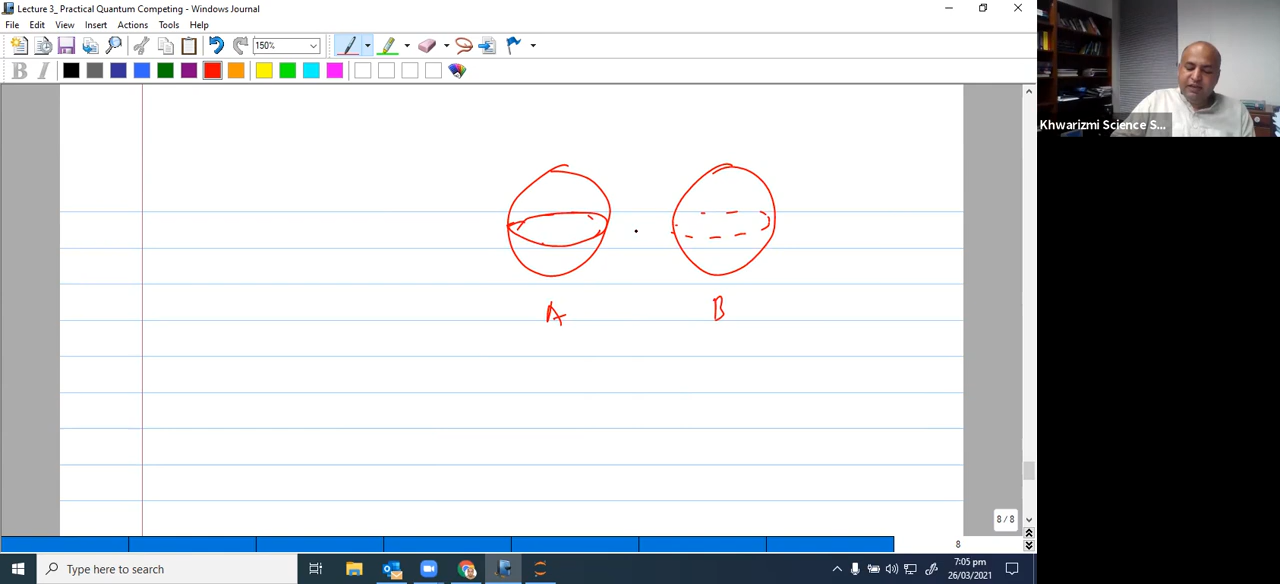 Lecture 3_ Practical Quantum Competing - Windows Journal
File Edit View Insert Actions Tools Help
150%
B I
Khwarizmi Science S...
A B
8 / 8
8
Type here to search
7:05 pm
26/03/2021